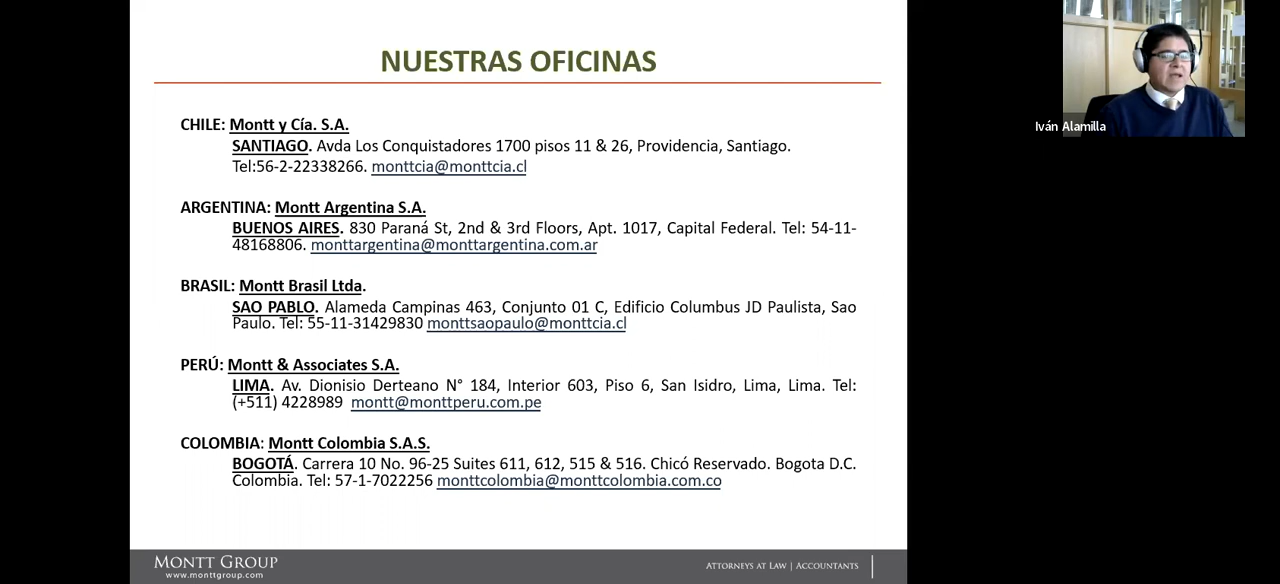 NUESTRAS OFICINAS
CHILE: Montt y Cía. S.A.
SANTIAGO. Avda Los Conquistadores 1700 pisos 11 & 26, Providencia, Santiago.
Tel:56-2-22338266. monttcia@monttcia.cl
ARGENTINA: Montt Argentina S.A.
BUENOS AIRES. 830 Paraná St, 2nd & 3rd Floors, Apt. 1017, Capital Federal. Tel: 54-11-
48168806. monttargentina@monttargentina.com.ar
BRASIL: Montt Brasil Ltda.
SAO PABLO. Alameda Campinas 463, Conjunto 01 C, Edificio Columbus JD Paulista, Sao
Paulo. Tel: 55-11-31429830 monttsaopaulo@monttcia.cl
PERÚ: Montt & Associates S.A.
LIMA. Av. Dionisio Derteano N° 184, Interior 603, Piso 6, San Isidro, Lima, Lima. Tel:
(+511) 4228989 montt@monttperu.com.pe
COLOMBIA: Montt Colombia S.A.S.
BOGOTÁ. Carrera 10 No. 96-25 Suites 611, 612, 515 & 516. Chicó Reservado. Bogota D.C.
Colombia. Tel: 57-1-7022256 monttcolombia@monttcolombia.com.co
MONTT GROUP
www.monttgroup.com
ATTORNEYS AT LAW | ACCOUNTANTS
Iván Alamilla